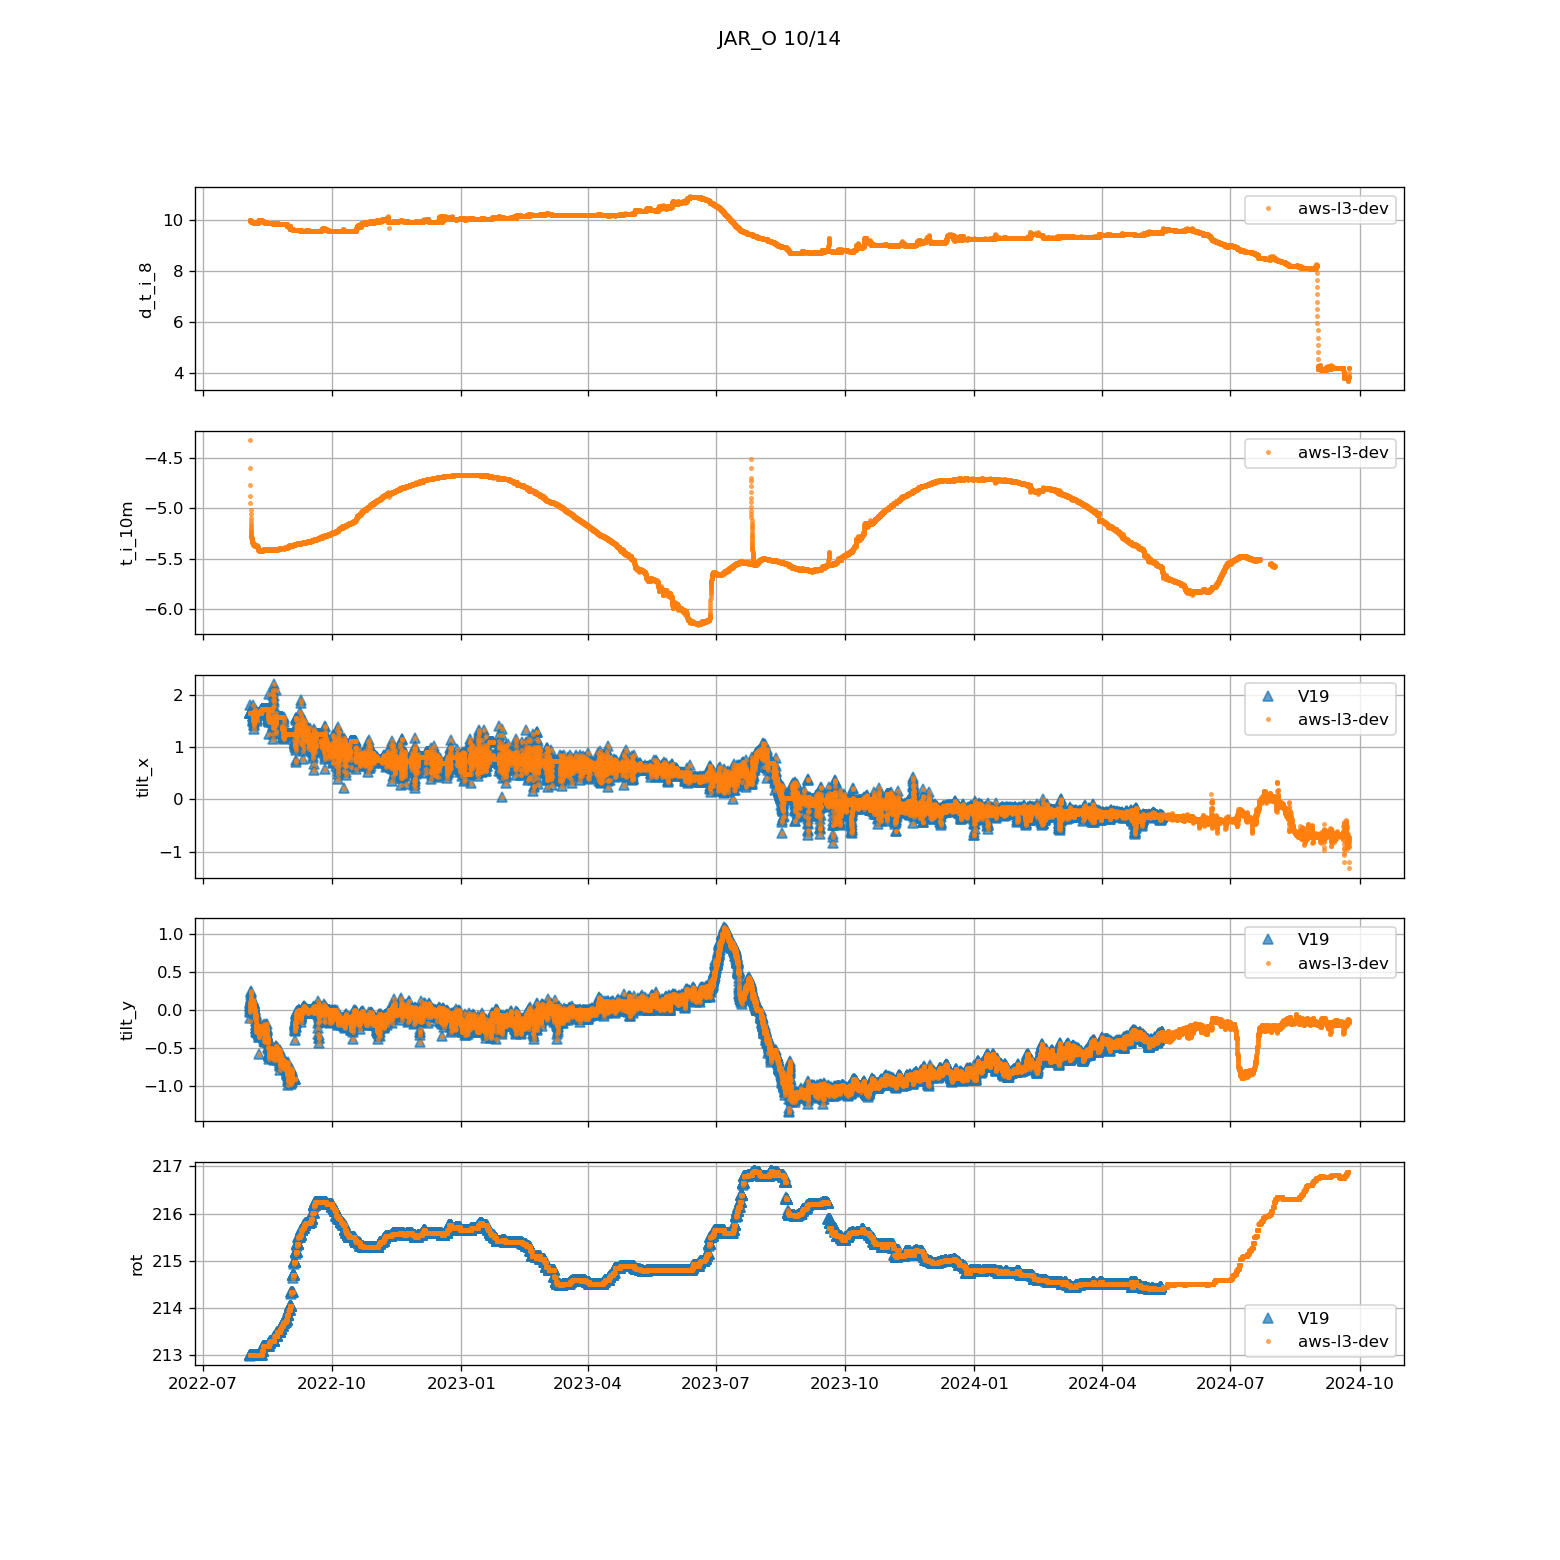 JAR_O 10/14
d_t_i_8
10
8
6
4
aws-l3-dev
t_i_10m
−4.5
−5.0
−5.5
−6.0
aws-l3-dev
tilt_x
2
1
0
−1
V19
aws-l3-dev
tilt_y
1.0
0.5
0.0
−0.5
−1.0
V19
aws-l3-dev
rot
217
216
215
214
213
V19
aws-l3-dev
2022-07 2022-10 2023-01 2023-04 2023-07 2023-10 2024-01 2024-04 2024-07 2024-10